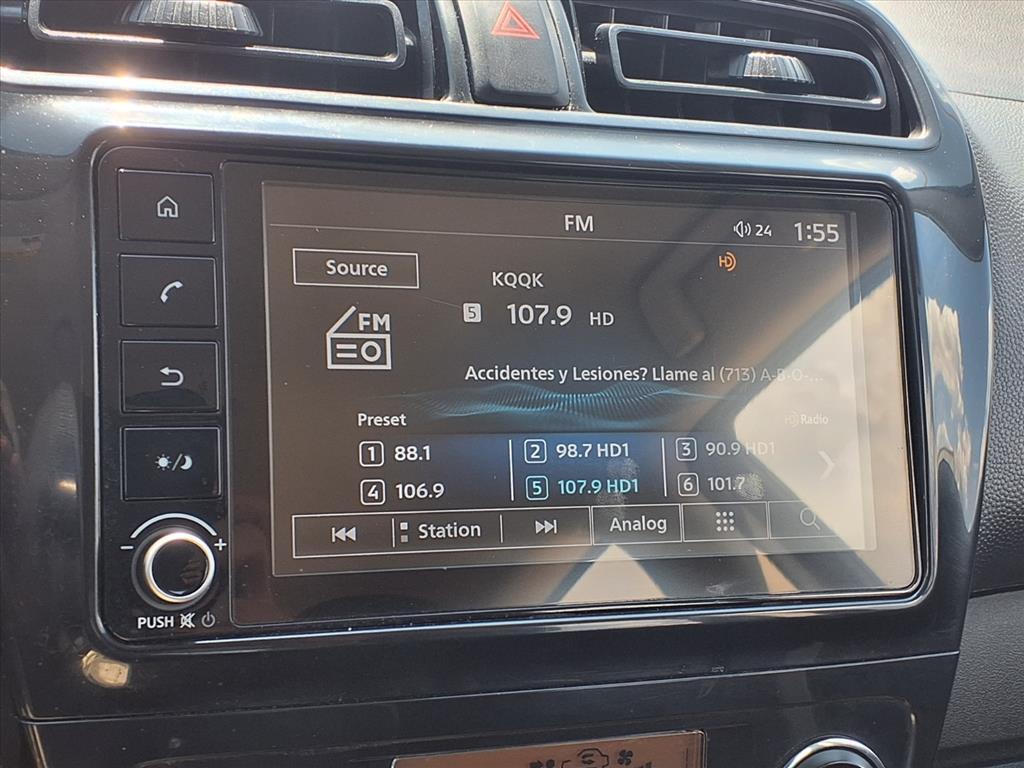 FM 24 1:55
HD
Source
KQQK
5 107.9 HD
FM
Accidentes y Lesiones? Llame al (713) A-B-O-...
Preset
HD Radio
1 88.1 2 98.7 HD1 3 90.9 HD1
4 106.9 5 107.9 HD1 6 101.7
Station Analog
- +
PUSH